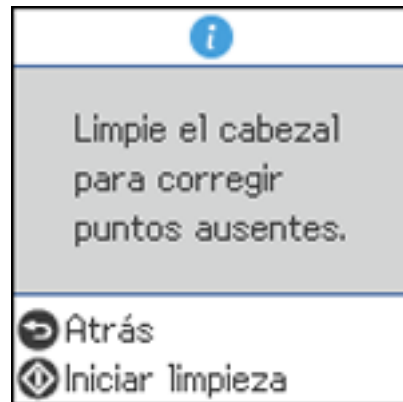 Limpie el cabezal
para corregir
puntos ausentes.
Atrás
Iniciar limpieza